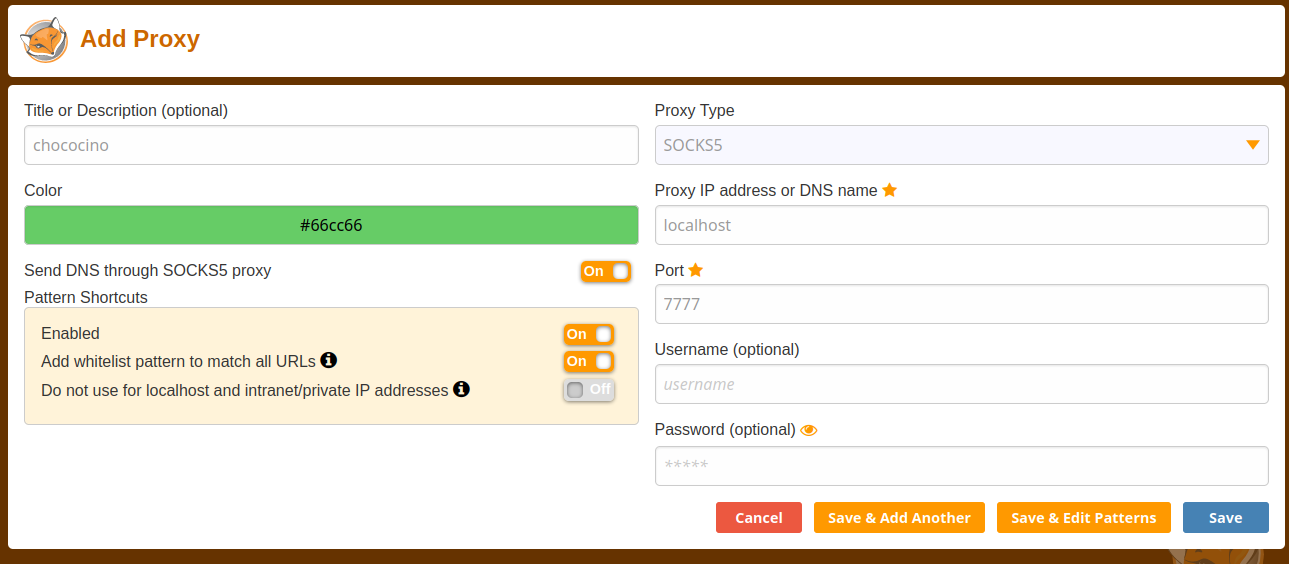 Add Proxy
Title or Description (optional)
chococino
Color
#66cc66
Send DNS through SOCKS5 proxy On
Pattern Shortcuts
Enabled On
Add whitelist pattern to match all URLs On
Do not use for localhost and intranet/private IP addresses Off
Proxy Type
SOCKS5
Proxy IP address or DNS name
localhost
Port
7777
Username (optional)
username
Password (optional)
*****
Cancel Save & Add Another Save & Edit Patterns Save